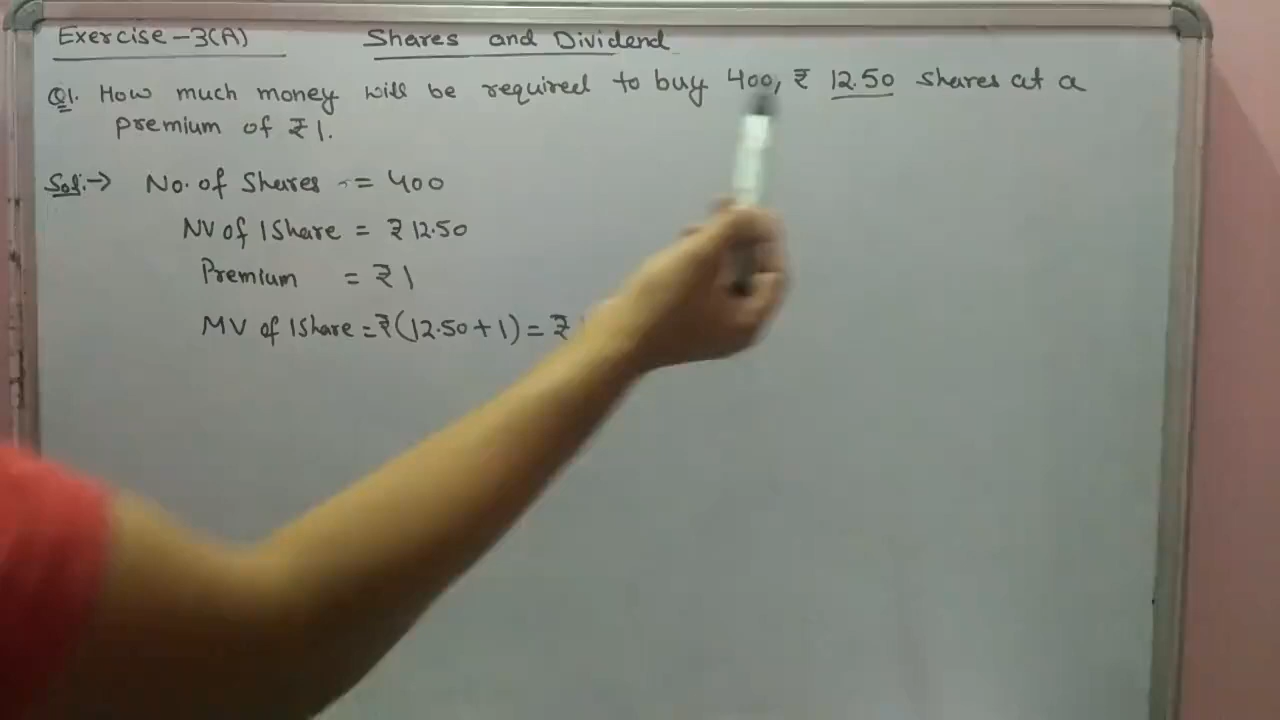 Exercise-3(A) Shares and Dividend
Q1. How much money will be required to buy 400, ₹ 12.50 shares at a
premium of ₹1.
Sol:→ No. of Shares = 400
NV of 1 Share = ₹ 12.50
Premium = ₹ 1
MV of 1 Share = ₹(12.50+1) = ₹